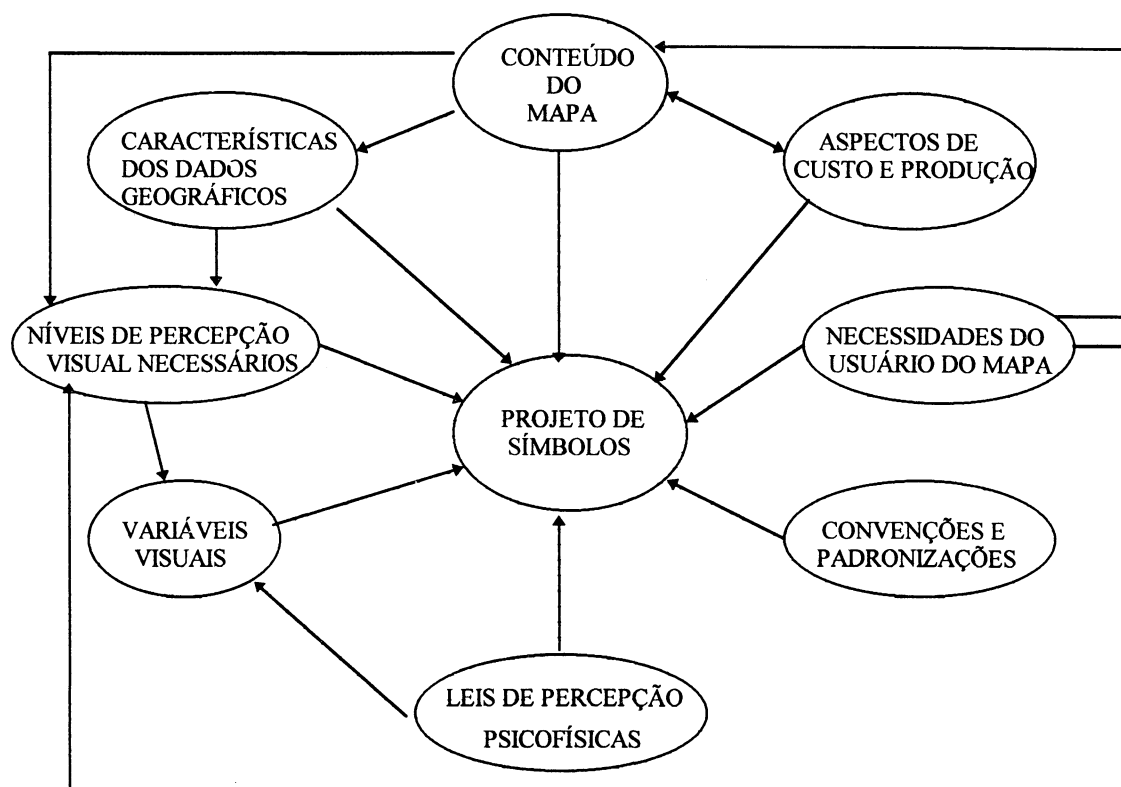 CONTEÚDO
DO
MAPA
CARACTERÍSTICAS
DOS DADOS
GEOGRÁFICOS
ASPECTOS DE
CUSTO E PRODUÇÃO
NÍVEIS DE PERCEPÇÃO
VISUAL NECESSÁRIOS
NECESSIDADES DO
USUÁRIO DO MAPA
PROJETO DE
SÍMBOLOS
VARIÁVEIS
VISUAIS
CONVENÇÕES E
PADRONIZAÇÕES
LEIS DE PERCEPÇÃO
PSICOFÍSICAS